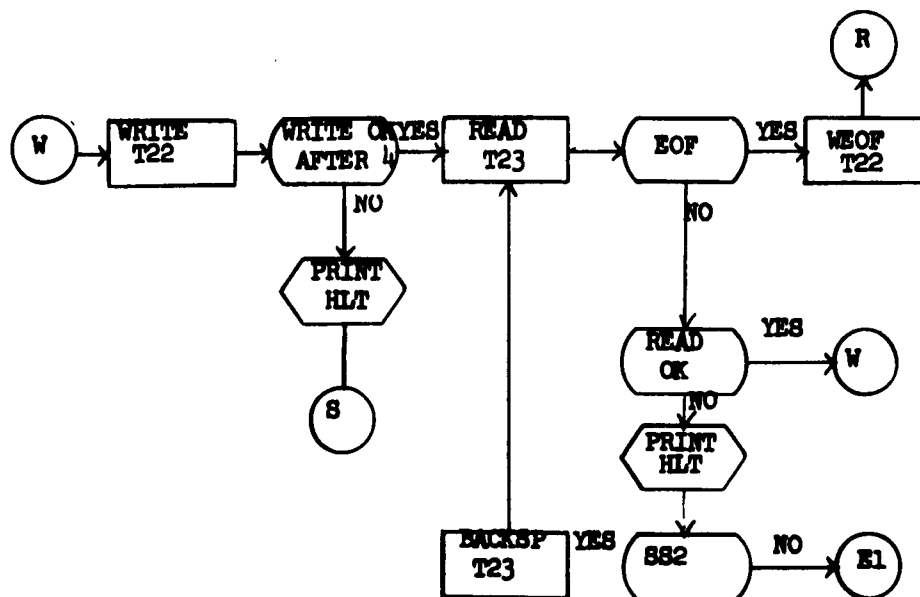 R
W
WRITE
T22
WRITE OK
AFTER 4
YES
READ
T23
EOF
YES
WEOF
T22
NO
NO
PRINT
HLT
READ
OK
YES
W
S
NO
PRINT
HLT
BACKSP
T23
YES
SS2
NO
E1